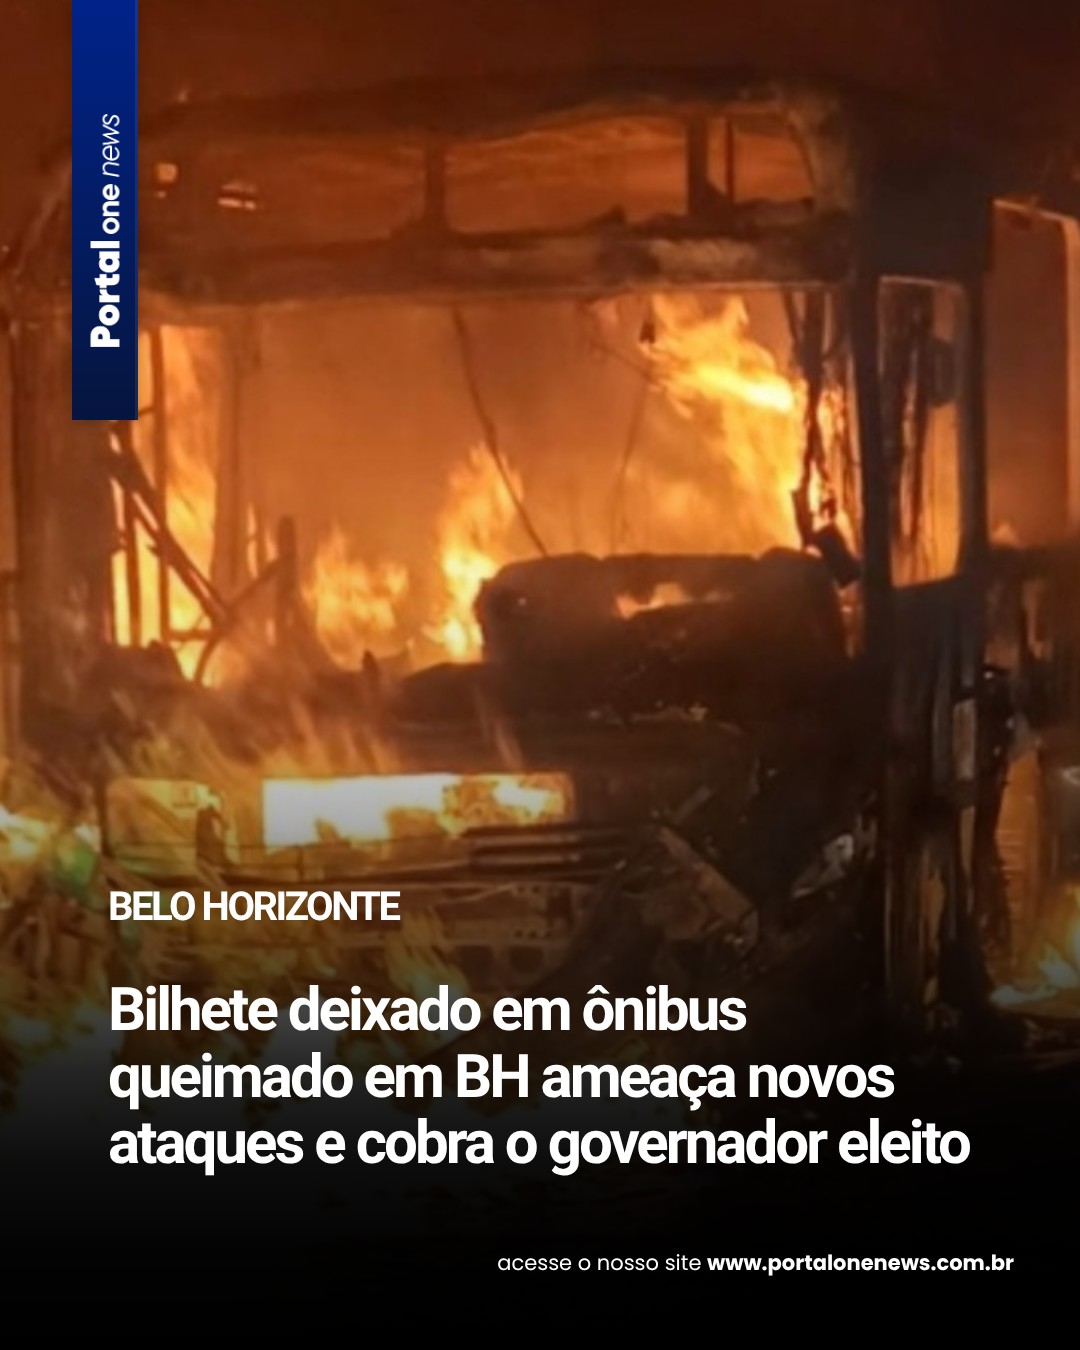 Portal one news
BELO HORIZONTE
Bilhete deixado em ônibus
queimado em BH ameaça novos
ataques e cobra o governador eleito
acesse o nosso site www.portalonenews.com.br